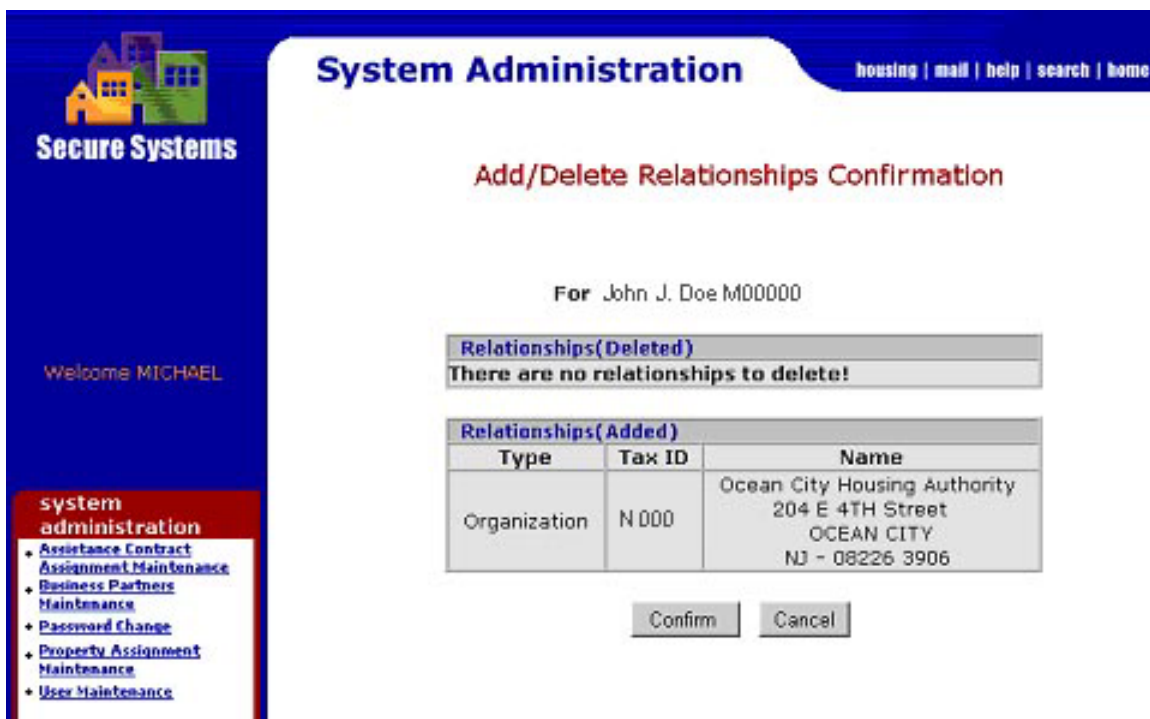 System Administration
housing | mail | help | search | home
Secure Systems
Add/Delete Relationships Confirmation
For John J. Doe M00000
Welcome MICHAEL
Relationships(Deleted)
There are no relationships to delete!
Relationships(Added)
Type Tax ID Name
Organization N 000 Ocean City Housing Authority
204 E 4TH Street
OCEAN CITY
NJ - 08226 3906
Confirm Cancel
system
administration
Assistance Contract
Assignment Maintenance
Business Partners
Maintenance
Password Change
Property Assignment
Maintenance
User Maintenance